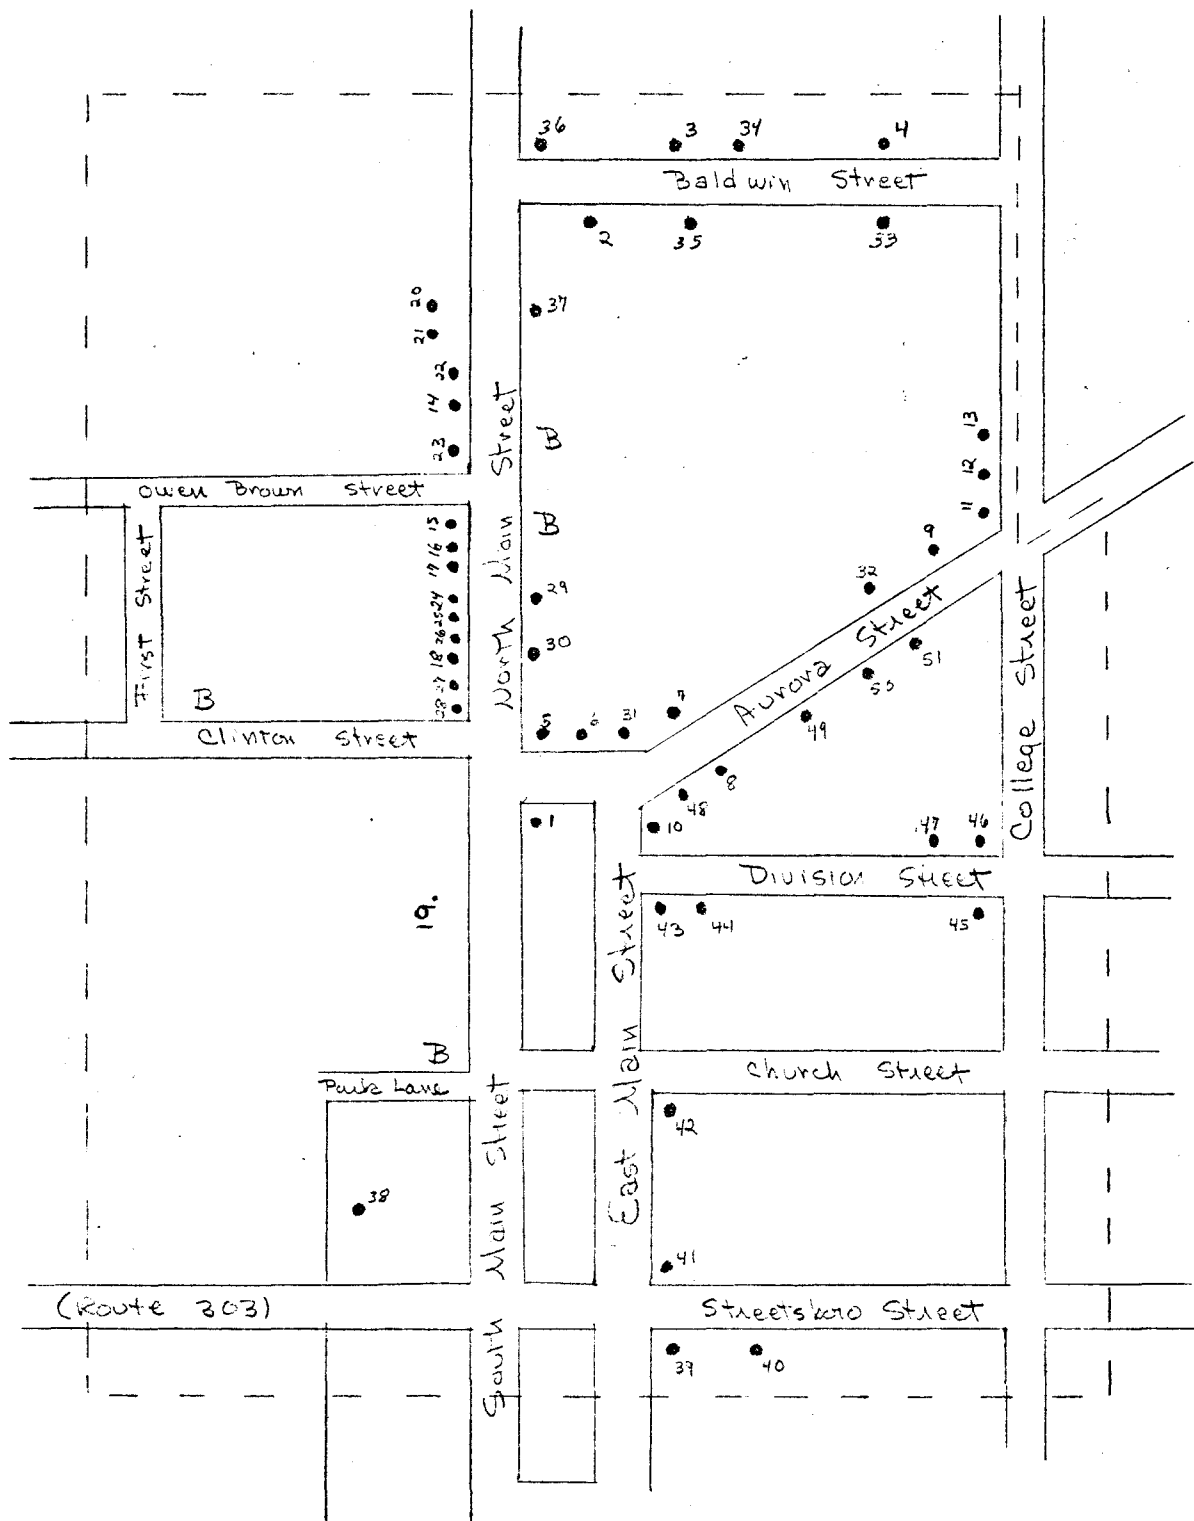 36 3 34 4
Baldwin Street
2 35 33
20
37
21
22
14
13
B
23
12
Owen Brown Street
11
15
B
9
16
17
32
29
24
25
26
30
18
27
28
51
50
First Street
North Main Street
Aurora Street
B
7
49
Clinton Street
5 6 31
8
48
College Street
1
10
47 46
Division Street
19.
43 44 45
East Main Street
B
Church Street
Park Lane
42
38
South Main Street
41
(Route 303)
Streetsboro Street
39 40